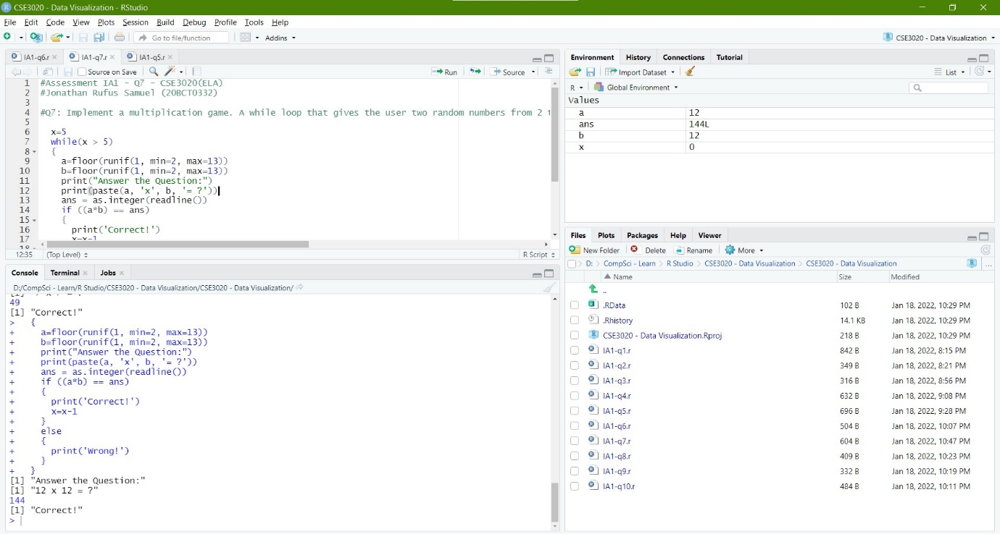 CSE3020 - Data Visualization - RStudio
File Edit Code View Plots Session Build Debug Profile Tools Help
Go to file/function Addins
CSE3020 - Data Visualization
IA1-q6.r IA1-q7.r IA1-q5.r
Source on Save Run Source
1 #Assessment IA1 - Q7 - CSE3020(ELA)
2 #Jonathan Rufus Samuel (20BCT0332)
3
4 #Q7: Implement a multiplication game. A while loop that gives the user two random numbers from 2 t
5
6 x=5
7 while(x > 5)
8 {
9 a=floor(runif(1, min=2, max=13))
10 b=floor(runif(1, min=2, max=13))
11 print("Answer the Question:")
12 print(paste(a, 'x', b, '= ?'))
13 ans = as.integer(readline())
14 if ((a*b) == ans)
15 {
16 print('Correct!')
17 x=x-1
18
12:35 (Top Level) R Script
Console Terminal Jobs
D:/CompSci - Learn/R Studio/CSE3020 - Data Visualization/CSE3020 - Data Visualization/
49
[1] "Correct!"
> {
+ a=floor(runif(1, min=2, max=13))
+ b=floor(runif(1, min=2, max=13))
+ print("Answer the Question:")
+ print(paste(a, 'x', b, '= ?'))
+ ans = as.integer(readline())
+ if ((a*b) == ans)
+ {
+ print('Correct!')
+ x=x-1
+ }
+ else
+ {
+ print('Wrong!')
+ }
+ }
[1] "Answer the Question:"
[1] "12 x 12 = ?"
144
[1] "Correct!"
>
Environment History Connections Tutorial
Import Dataset List
R Global Environment
Values
a 12
ans 144L
b 12
x 0
Files Plots Packages Help Viewer
New Folder Delete Rename More
D: CompSci - Learn R Studio CSE3020 - Data Visualization CSE3020 - Data Visualization ...
Name Size Modified
..
.RData 102 B Jan 18, 2022, 10:29 PM
.Rhistory 14.1 KB Jan 18, 2022, 10:29 PM
CSE3020 - Data Visualization.Rproj 218 B Jan 18, 2022, 10:29 PM
IA1-q1.r 842 B Jan 18, 2022, 8:15 PM
IA1-q2.r 349 B Jan 18, 2022, 8:21 PM
IA1-q3.r 316 B Jan 18, 2022, 8:56 PM
IA1-q4.r 632 B Jan 18, 2022, 9:08 PM
IA1-q5.r 696 B Jan 18, 2022, 9:28 PM
IA1-q6.r 504 B Jan 18, 2022, 10:07 PM
IA1-q7.r 604 B Jan 18, 2022, 10:47 PM
IA1-q8.r 409 B Jan 18, 2022, 10:23 PM
IA1-q9.r 332 B Jan 18, 2022, 10:19 PM
IA1-q10.r 484 B Jan 18, 2022, 10:11 PM